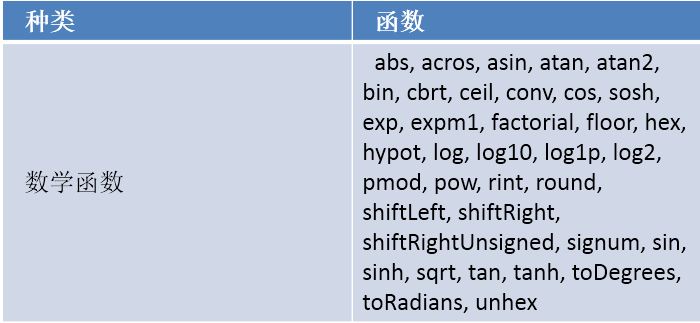 种类
函数
数学函数
abs, acros, asin, atan, atan2,
bin, cbrt, ceil, conv, cos, sosh,
exp, expm1, factorial, floor, hex,
hypot, log, log10, log1p, log2,
pmod, pow, rint, round,
shiftLeft, shiftRight,
shiftRightUnsigned, signum, sin,
sinh, sqrt, tan, tanh, toDegrees,
toRadians, unhex